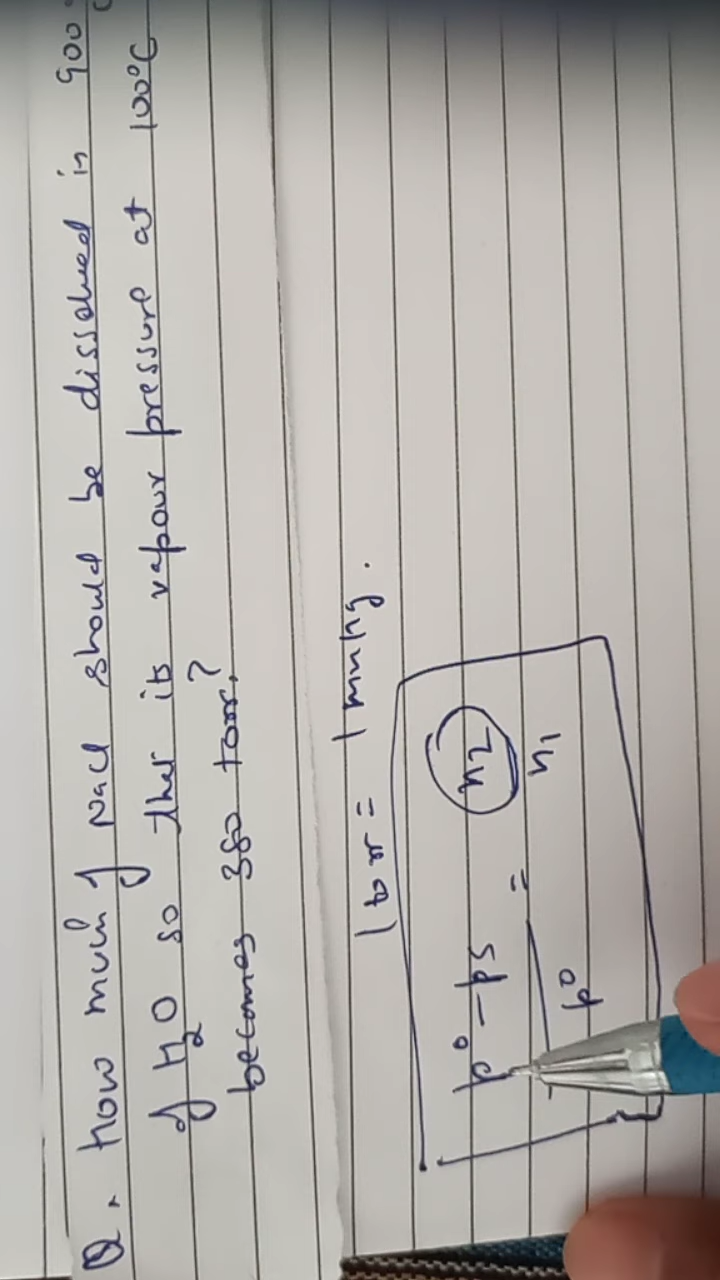 Q. How much of NaCl should be dissolved in 900
of H2O so that its vapour pressure at 100°C
becomes 380 torr?
1 torr = 1 mmHg.
p° - ps = n2
p° n1